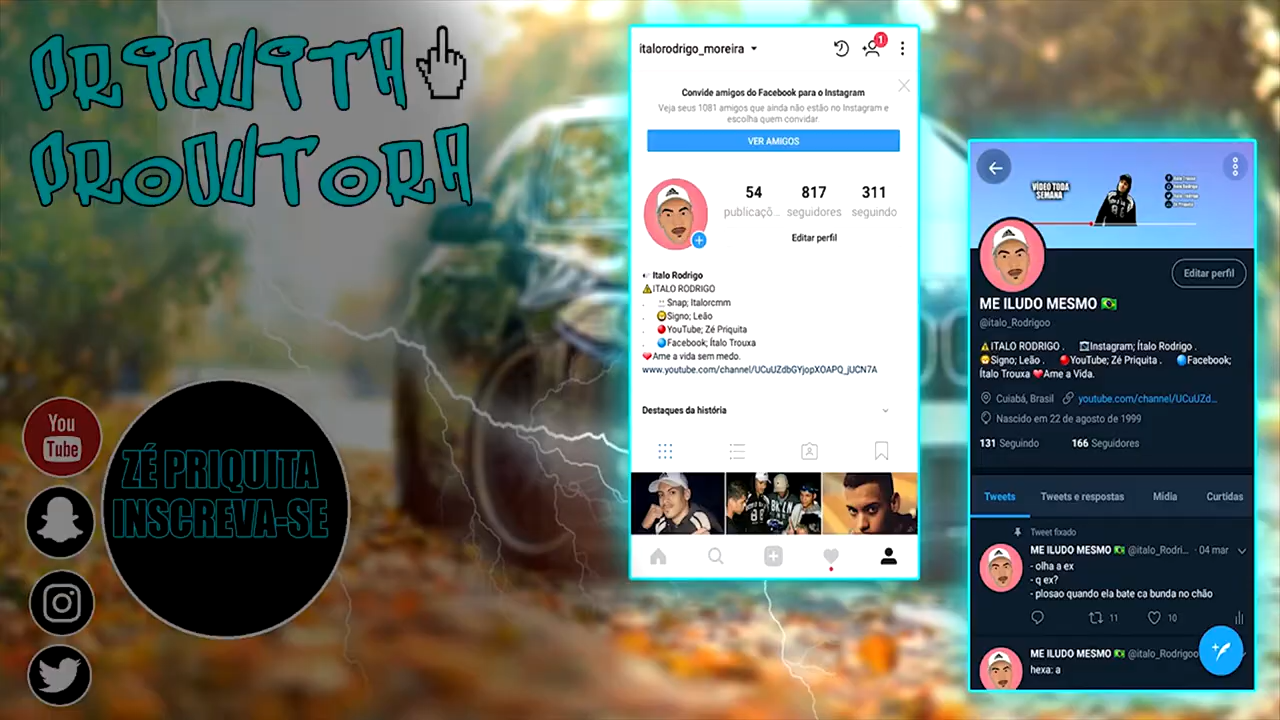 PRIQUITA
PRODUTORA
You
Tube
ZÉ PRIQUITA
INSCREVA-SE
italorodrigo_moreira
1
Convide amigos do Facebook para o Instagram
Veja seus 1081 amigos que ainda não estão no Instagram e
escolha quem convidar.
VER AMIGOS
54 817 311
publicaçõ... seguidores seguindo
Editar perfil
Italo Rodrigo
⚠ITALO RODRIGO
. ::: Snap; Italorcmm
. 🦁Signo; Leão
. 🔴YouTube; Zé Priquita
. 🔵Facebook; Ítalo Trouxa
❤Ame a vida sem medo.
www.youtube.com/channel/UCuUZdbGYjopXOAPQ_jUCN7A
Destaques da história
VÍDEO TODA
SEMANA
Editar perfil
ME ILUDO MESMO 🇧🇷
@italo_Rodrigoo
⚠ITALO RODRIGO . 📷Instagram; Ítalo Rodrigo .
🦁Signo; Leão . 🔴YouTube; Zé Priquita . 🔵Facebook;
Ítalo Trouxa ❤Ame a Vida.
Cuiabá, Brasil youtube.com/channel/UCuUZd...
Nascido em 22 de agosto de 1999
131 Seguindo 166 Seguidores
Tweets Tweets e respostas Mídia Curtidas
Tweet fixado
ME ILUDO MESMO 🇧🇷 @italo_Rodri... · 04 mar
- olha a ex
- q ex?
- plosao quando ela bate ca bunda no chão
11 10
ME ILUDO MESMO 🇧🇷 @italo_Rodrigoo
hexa: a